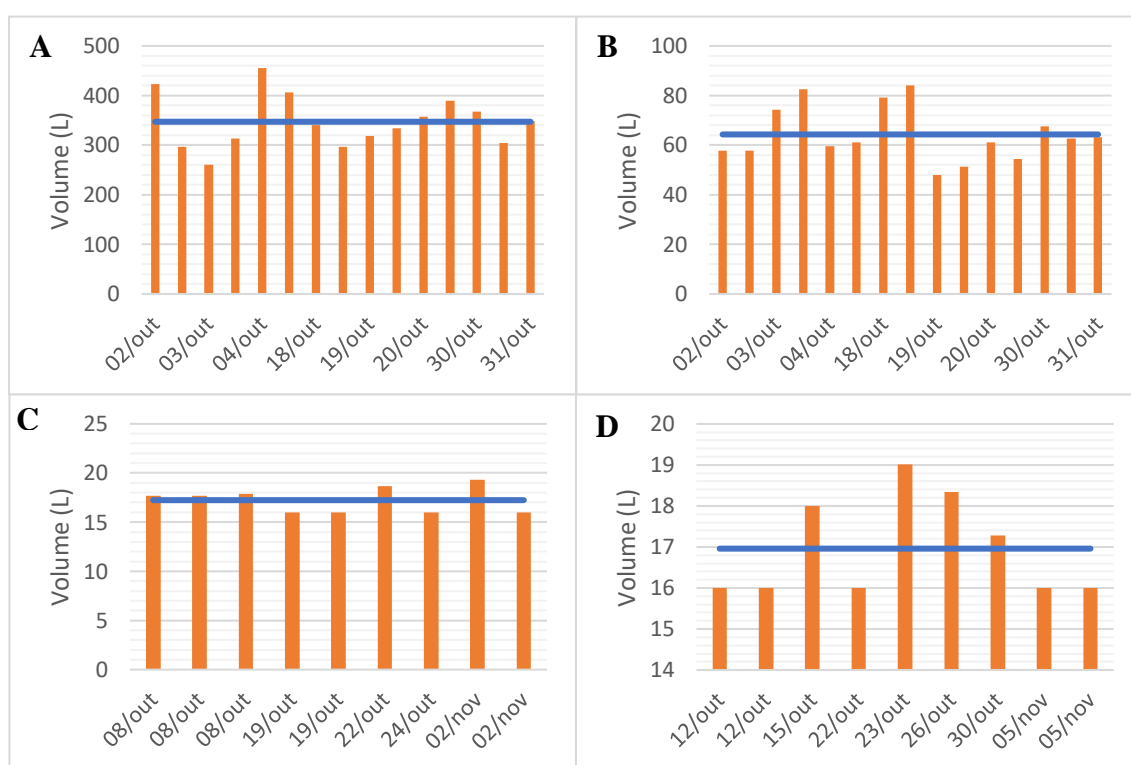 A
Volume (L)
500
400
300
200
100
0
02/out 03/out 04/out 18/out 19/out 20/out 30/out 31/out
B
Volume (L)
100
80
60
40
20
0
02/out 03/out 04/out 18/out 19/out 20/out 30/out 31/out
C
Volume (L)
25
20
15
10
5
0
08/out 08/out 08/out 19/out 19/out 22/out 24/out 02/nov 02/nov
D
Volume (L)
20
19
18
17
16
15
14
12/out 12/out 15/out 22/out 23/out 26/out 30/out 05/nov 05/nov